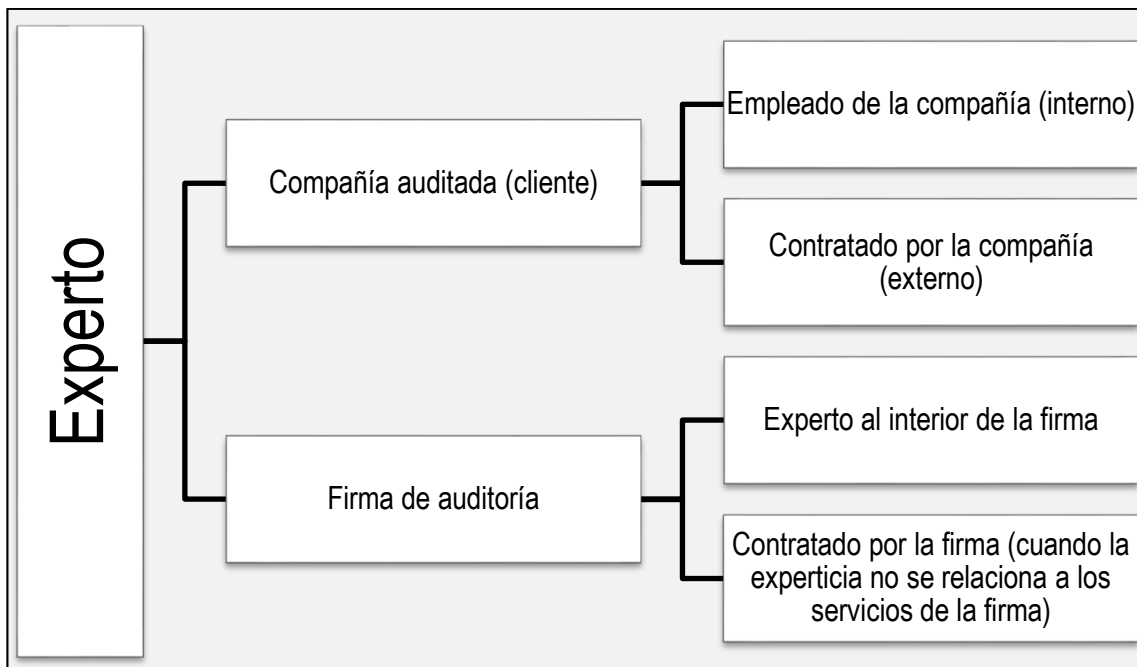 Experto
Compañía auditada (cliente)
Empleado de la compañía (interno)
Contratado por la compañía
(externo)
Firma de auditoría
Experto al interior de la firma
Contratado por la firma (cuando la
experticia no se relaciona a los
servicios de la firma)